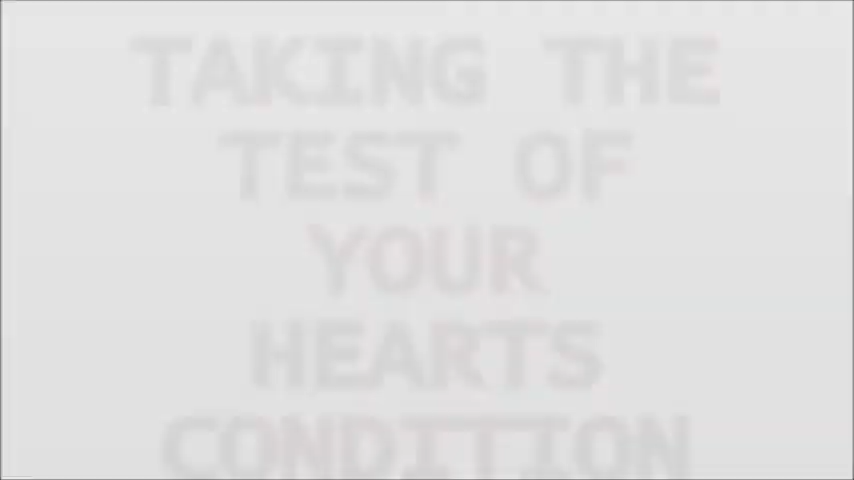 TAKING THE
TEST OF
YOUR
HEARTS
CONDITION